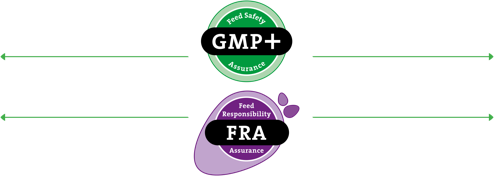 Feed Safety
GMP+
Assurance
Feed
Responsibility
FRA
Assurance